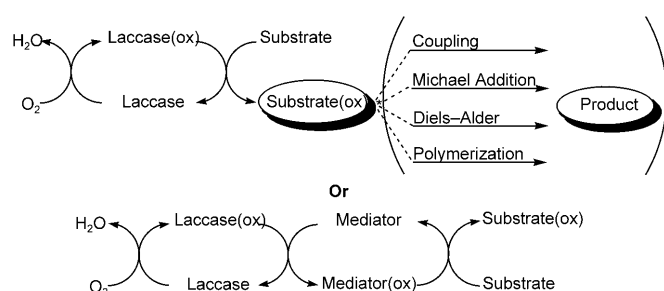 H₂O Laccase(ox) Substrate Coupling
Michael Addition
O₂ Laccase Substrate(ox) Product
Diels–Alder
Polymerization
Or
H₂O Laccase(ox) Mediator Substrate(ox)
O₂ Laccase Mediator(ox) Substrate